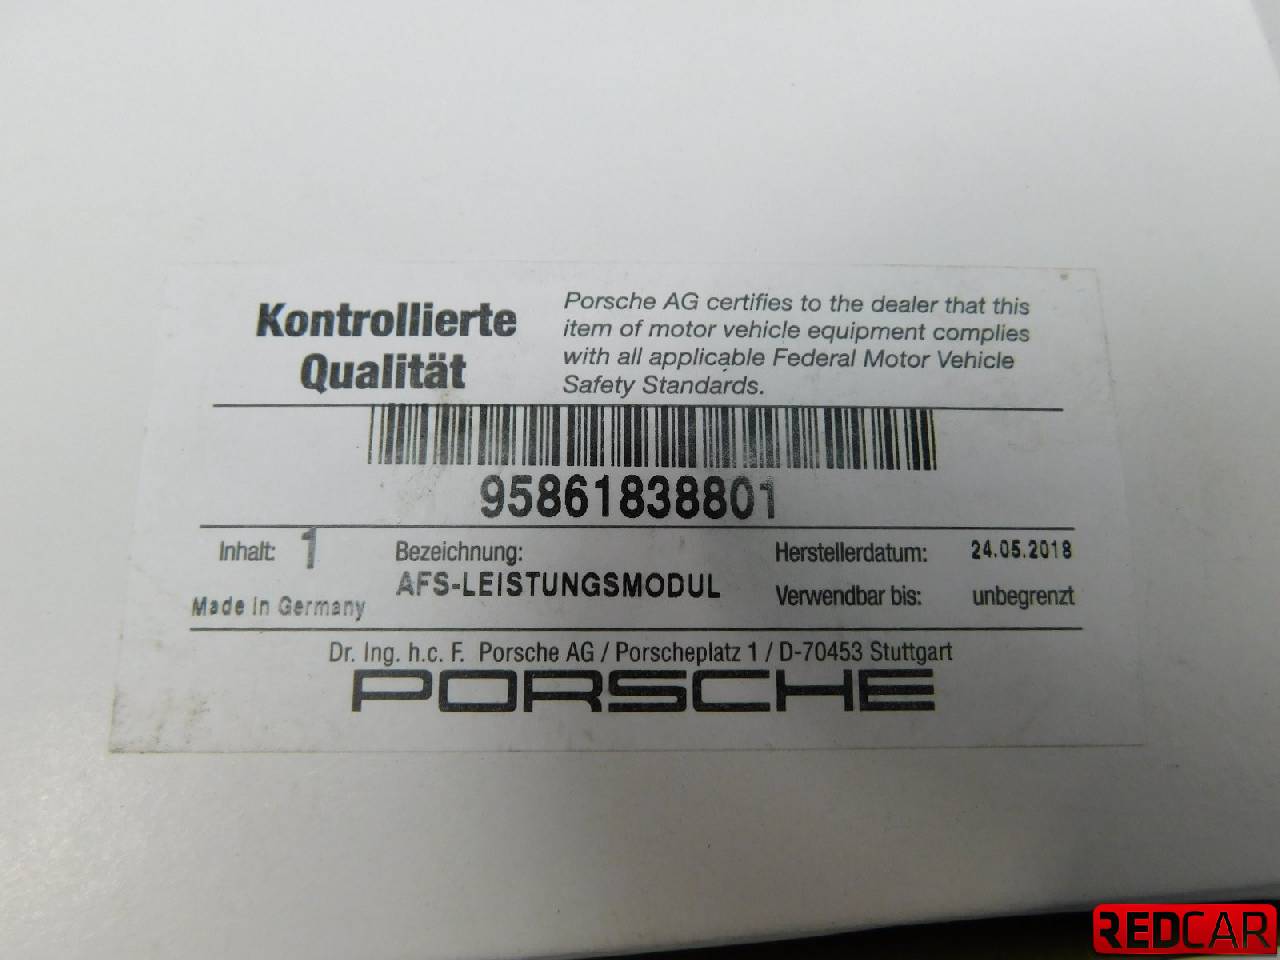 Kontrollierte
Qualität
Porsche AG certifies to the dealer that this
item of motor vehicle equipment complies
with all applicable Federal Motor Vehicle
Safety Standards.
95861838801
Inhalt: 1
Made in Germany
Bezeichnung:
AFS-LEISTUNGSMODUL
Herstellerdatum: 24.05.2018
Verwendbar bis: unbegrenzt
Dr. Ing. h.c. F. Porsche AG / Porscheplatz 1 / D-70453 Stuttgart
PORSCHE
REDCAR